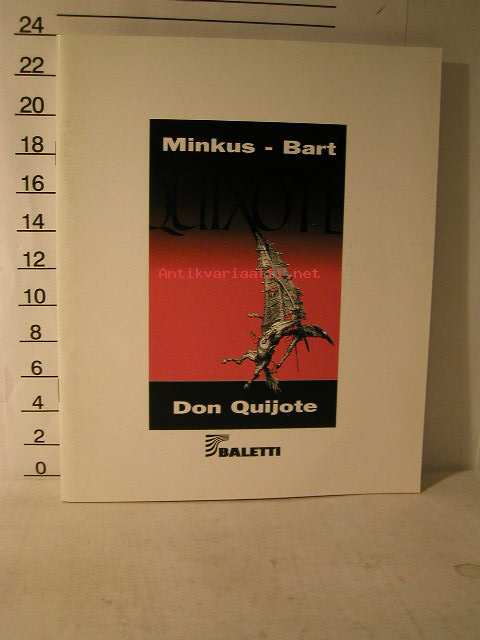 24
22
20
18
16
14
12
10
8
6
4
2
0
Minkus - Bart
QUIXOTE
Antikvariaatti.net
Don Quijote
BALETTI